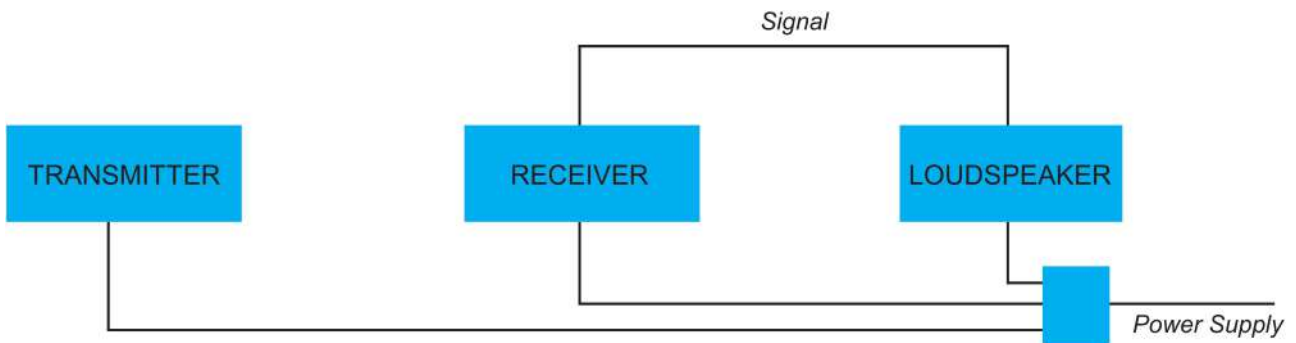 Signal
TRANSMITTER
RECEIVER
LOUDSPEAKER
Power Supply